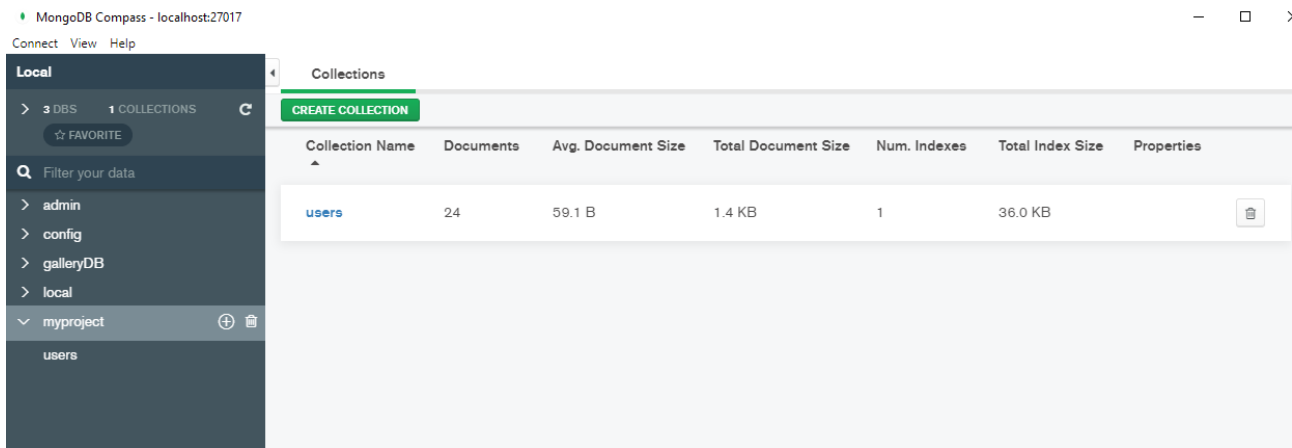 MongoDB Compass - localhost:27017
Connect View Help
Local
3 DBS 1 COLLECTIONS
☆ FAVORITE
Filter your data
admin
config
galleryDB
local
myproject
users
Collections
CREATE COLLECTION
Collection Name Documents Avg. Document Size Total Document Size Num. Indexes Total Index Size Properties
users 24 59.1 B 1.4 KB 1 36.0 KB